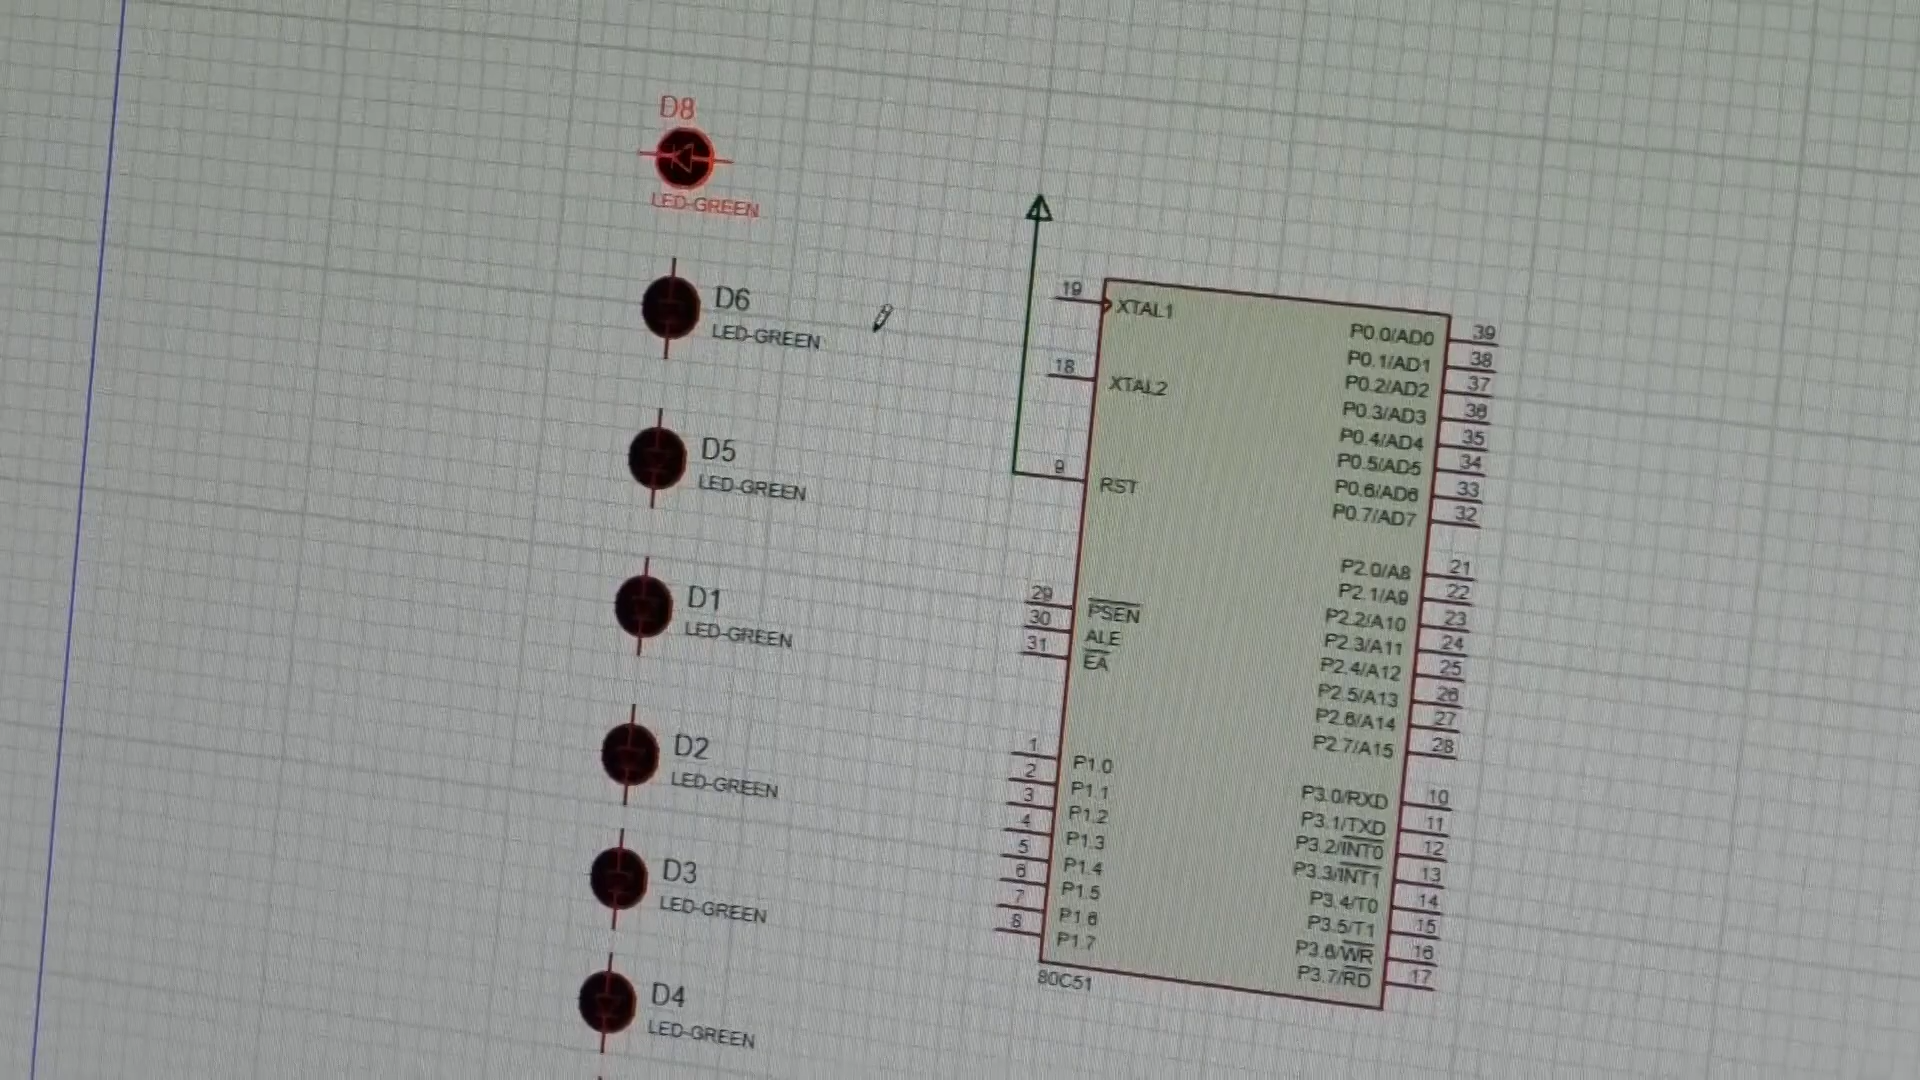 D8
LED-GREEN
D6
LED-GREEN
D5
LED-GREEN
D1
LED-GREEN
D2
LED-GREEN
D3
LED-GREEN
D4
LED-GREEN
19
XTAL1
18
XTAL2
9
RST
29
PSEN
30
ALE
31
EA
1
P1.0
2
P1.1
3
P1.2
4
P1.3
5
P1.4
6
P1.5
7
P1.6
8
P1.7
P0.0/AD0
39
P0.1/AD1
38
P0.2/AD2
37
P0.3/AD3
36
P0.4/AD4
35
P0.5/AD5
34
P0.6/AD6
33
P0.7/AD7
32
P2.0/A8
21
P2.1/A9
22
P2.2/A10
23
P2.3/A11
24
P2.4/A12
25
P2.5/A13
26
P2.6/A14
27
P2.7/A15
28
P3.0/RXD
10
P3.1/TXD
11
P3.2/INT0
12
P3.3/INT1
13
P3.4/T0
14
P3.5/T1
15
P3.6/WR
16
P3.7/RD
17
80C51